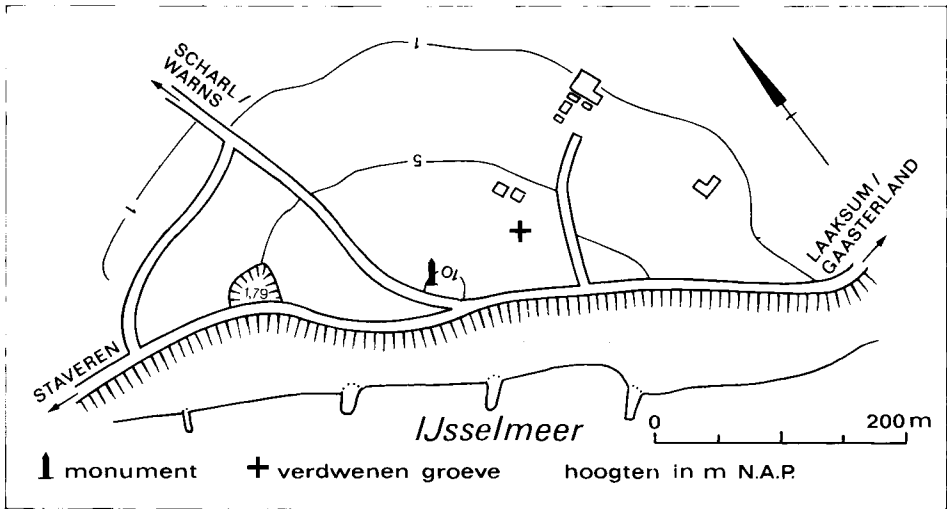 SCHARL/
WARNS
1
1
5
10
1,79
LAAKSUM/
GAASTERLAND
STAVEREN
IJsselmeer
0 200 m
monument verdwenen groeve hoogten in m N.A.P.